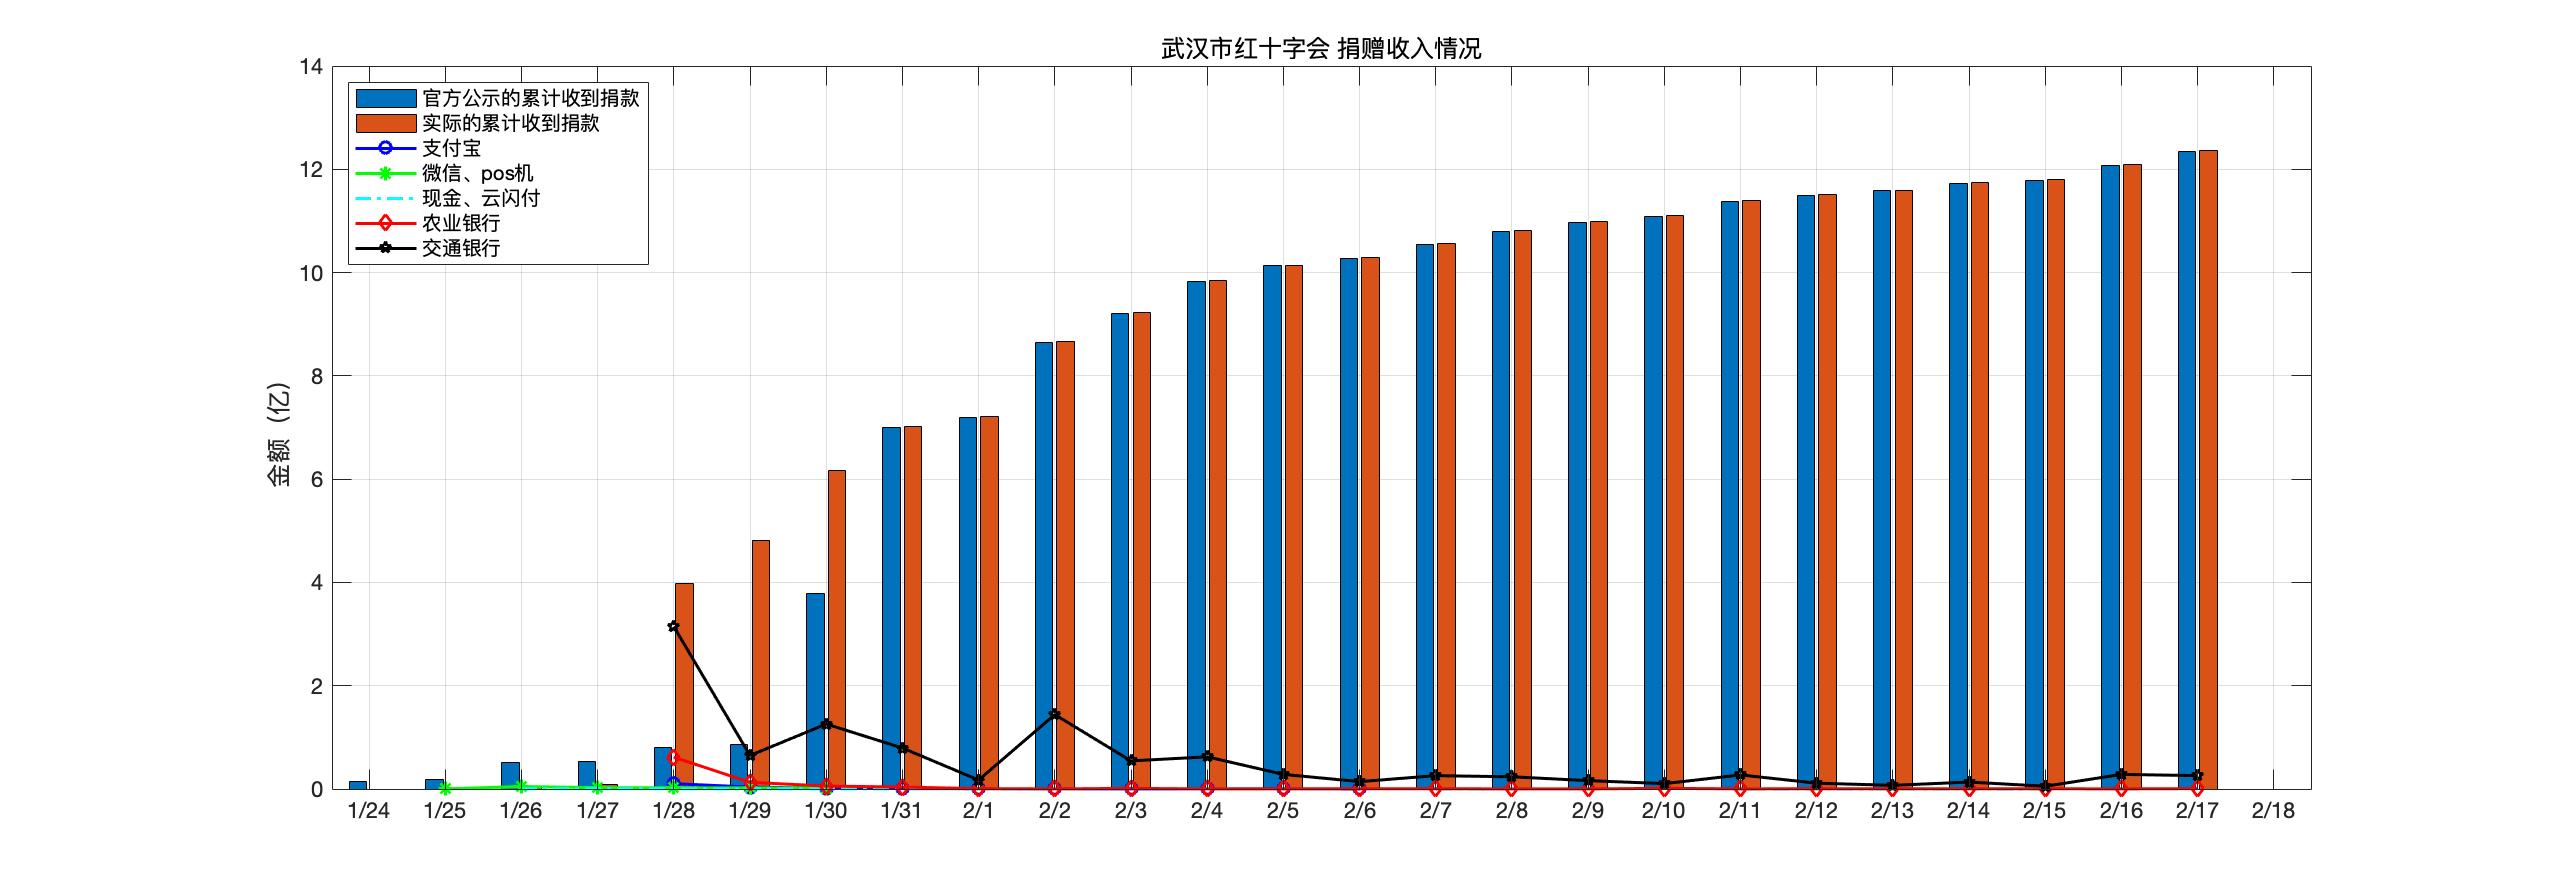 武汉市红十字会 捐赠收入情况
14
12
10
8
6
4
2
0
金额（亿）
官方公示的累计收到捐款
实际的累计收到捐款
支付宝
微信、pos机
现金、云闪付
农业银行
交通银行
1/24 1/25 1/26 1/27 1/28 1/29 1/30 1/31 2/1 2/2 2/3 2/4 2/5 2/6 2/7 2/8 2/9 2/10 2/11 2/12 2/13 2/14 2/15 2/16 2/17 2/18